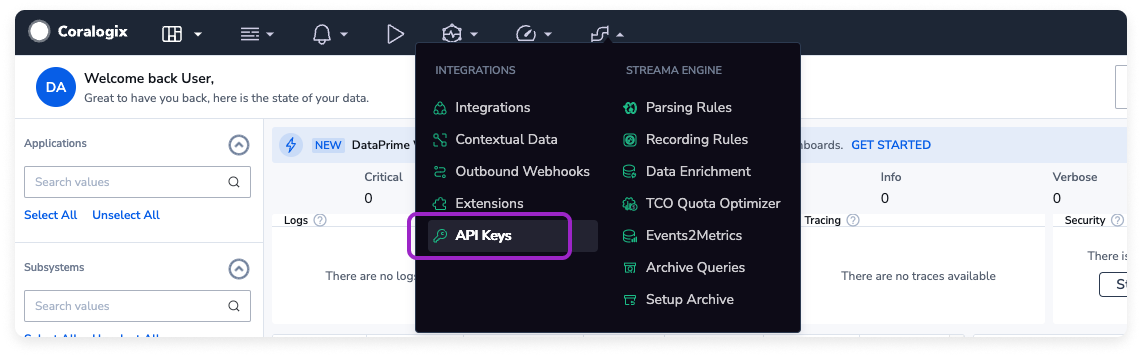 Coralogix
DA
Welcome back User,
Great to have you back, here is the state of your data.
INTEGRATIONS
Integrations
Contextual Data
Outbound Webhooks
Extensions
API Keys
STREAMA ENGINE
Parsing Rules
Recording Rules
Data Enrichment
TCO Quota Optimizer
Events2Metrics
Archive Queries
Setup Archive
Applications
Search values
Select All Unselect All
Subsystems
Search values
Select All Unselect All
NEW DataPrime GET STARTED
Critical
0
Info
0
Verbose
0
Logs ?
There are no logs
Tracing ?
There are no traces available
Security ?
There is